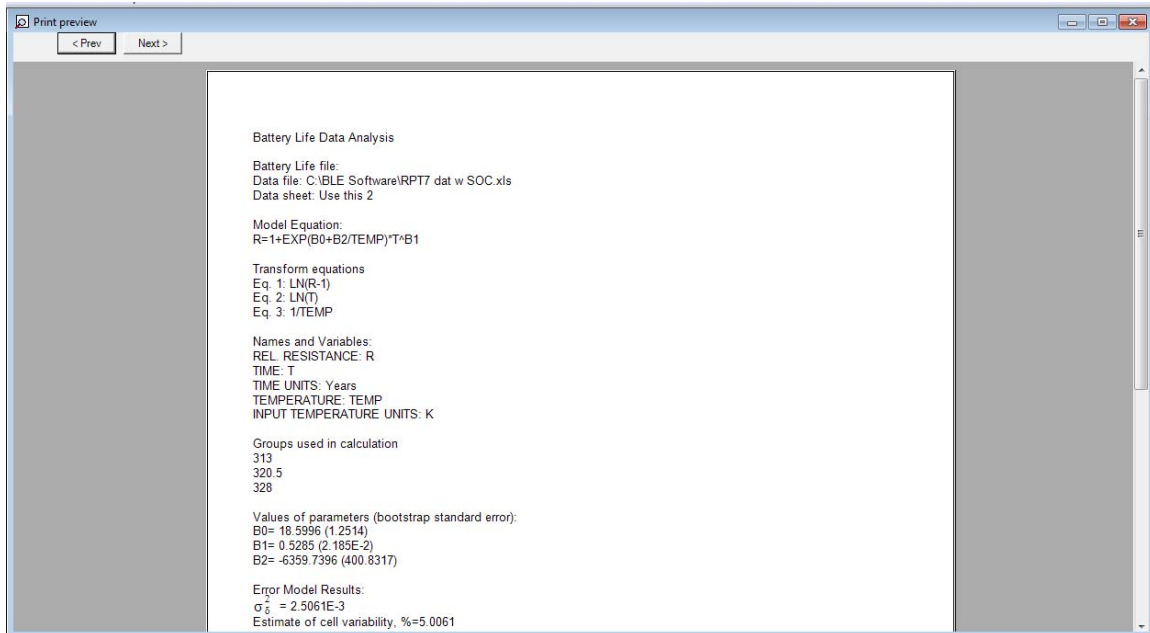 Print preview
< Prev Next >
Battery Life Data Analysis
Battery Life file:
Data file: C:\BLE Software\RPT7 dat w SOC.xls
Data sheet: Use this 2
Model Equation:
R=1+EXP(B0+B2/TEMP)*T^B1
Transform equations
Eq. 1: LN(R-1)
Eq. 2: LN(T)
Eq. 3: 1/TEMP
Names and Variables:
REL. RESISTANCE: R
TIME: T
TIME UNITS: Years
TEMPERATURE: TEMP
INPUT TEMPERATURE UNITS: K
Groups used in calculation
313
320.5
328
Values of parameters (bootstrap standard error):
B0= 18.5996 (1.2514)
B1= 0.5285 (2.185E-2)
B2= -6359.7396 (400.8317)
Error Model Results:
σ²δ = 2.5061E-3
Estimate of cell variability, %=5.0061